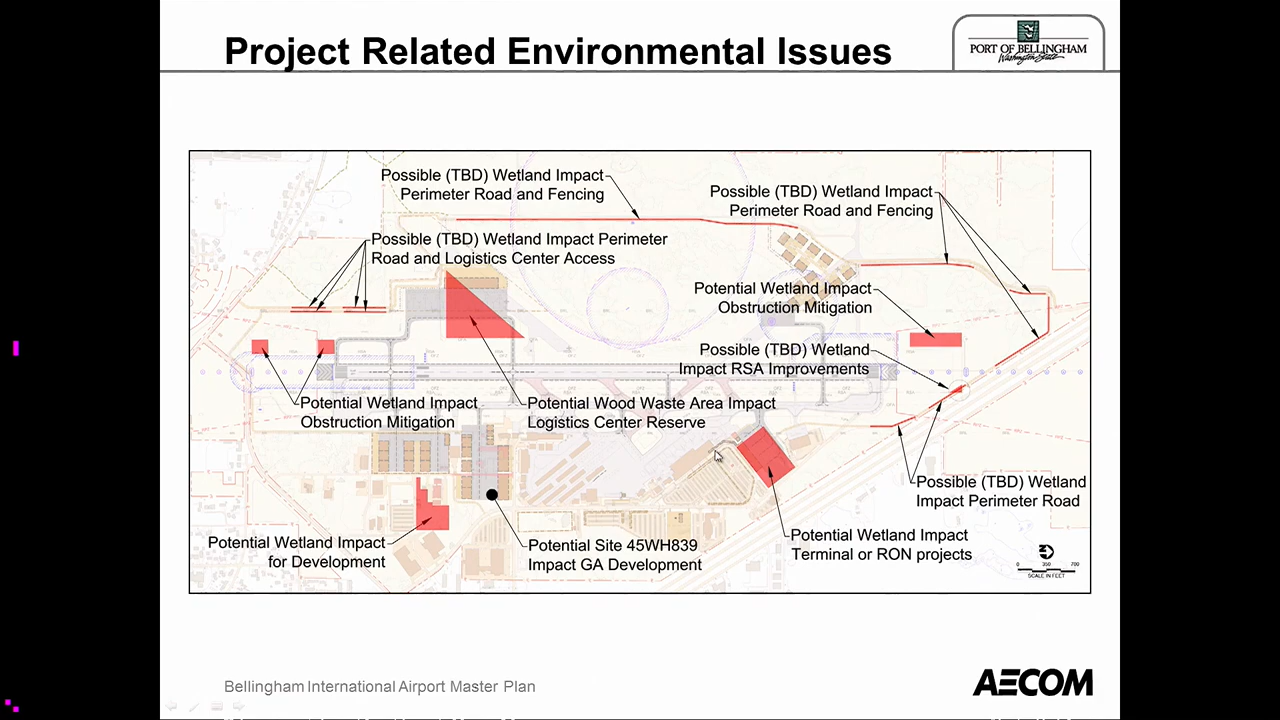 Project Related Environmental Issues
PORT OF BELLINGHAM
Washington State
Possible (TBD) Wetland Impact
Perimeter Road and Fencing
Possible (TBD) Wetland Impact
Perimeter Road and Fencing
Possible (TBD) Wetland Impact Perimeter
Road and Logistics Center Access
Potential Wetland Impact
Obstruction Mitigation
Possible (TBD) Wetland
Impact RSA Improvements
Potential Wetland Impact
Obstruction Mitigation
Potential Wood Waste Area Impact
Logistics Center Reserve
Possible (TBD) Wetland
Impact Perimeter Road
Potential Wetland Impact
for Development
Potential Site 45WH839
Impact GA Development
Potential Wetland Impact
Terminal or RON projects
0 350 700
SCALE IN FEET
Bellingham International Airport Master Plan
AECOM